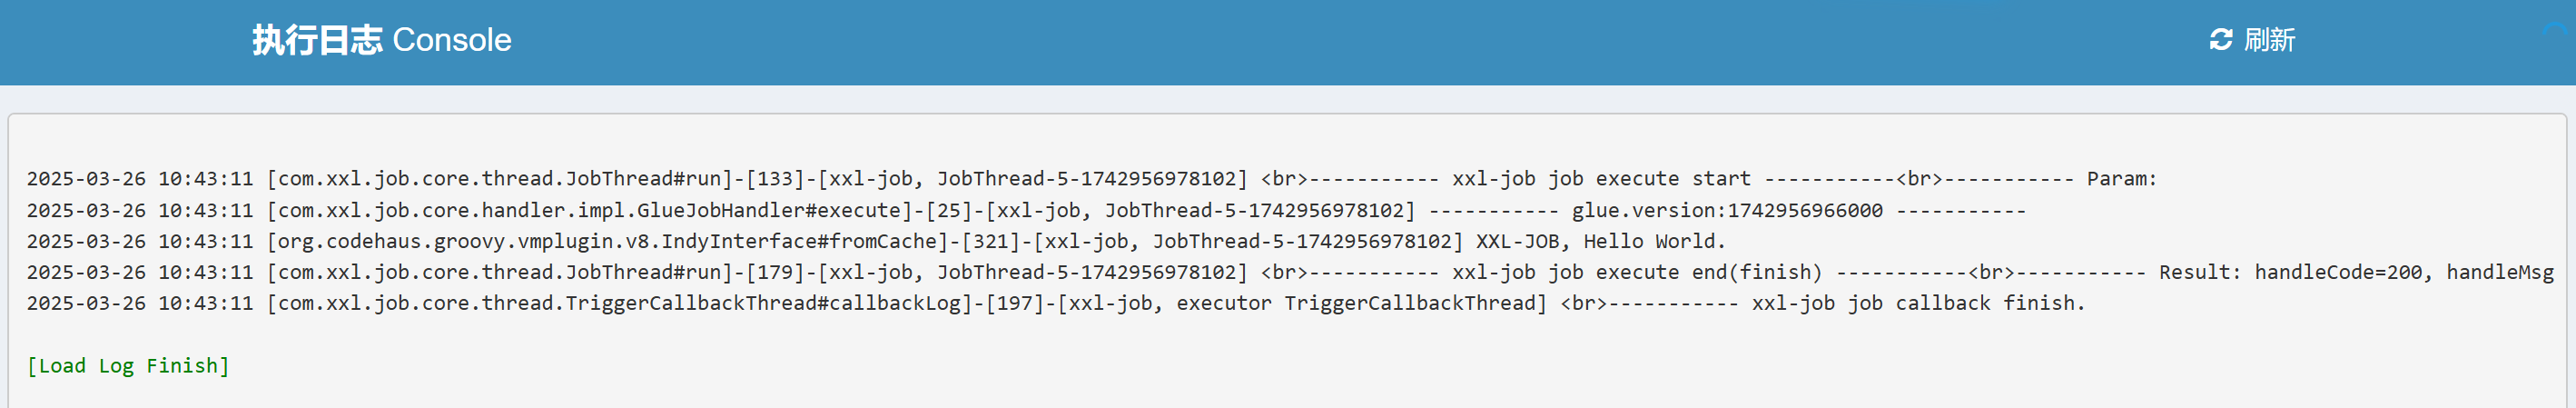 执行日志 Console
刷新
2025-03-26 10:43:11 [com.xxl.job.core.thread.JobThread#run]-[133]-[xxl-job, JobThread-5-1742956978102] <br>----------- xxl-job job execute start -----------<br>----------- Param:
2025-03-26 10:43:11 [com.xxl.job.core.handler.impl.GlueJobHandler#execute]-[25]-[xxl-job, JobThread-5-1742956978102] ----------- glue.version:1742956966000 -----------
2025-03-26 10:43:11 [org.codehaus.groovy.vmplugin.v8.IndyInterface#fromCache]-[321]-[xxl-job, JobThread-5-1742956978102] XXL-JOB, Hello World.
2025-03-26 10:43:11 [com.xxl.job.core.thread.JobThread#run]-[179]-[xxl-job, JobThread-5-1742956978102] <br>----------- xxl-job job execute end(finish) -----------<br>----------- Result: handleCode=200, handleMsg
2025-03-26 10:43:11 [com.xxl.job.core.thread.TriggerCallbackThread#callbackLog]-[197]-[xxl-job, executor TriggerCallbackThread] <br>----------- xxl-job job callback finish.
[Load Log Finish]